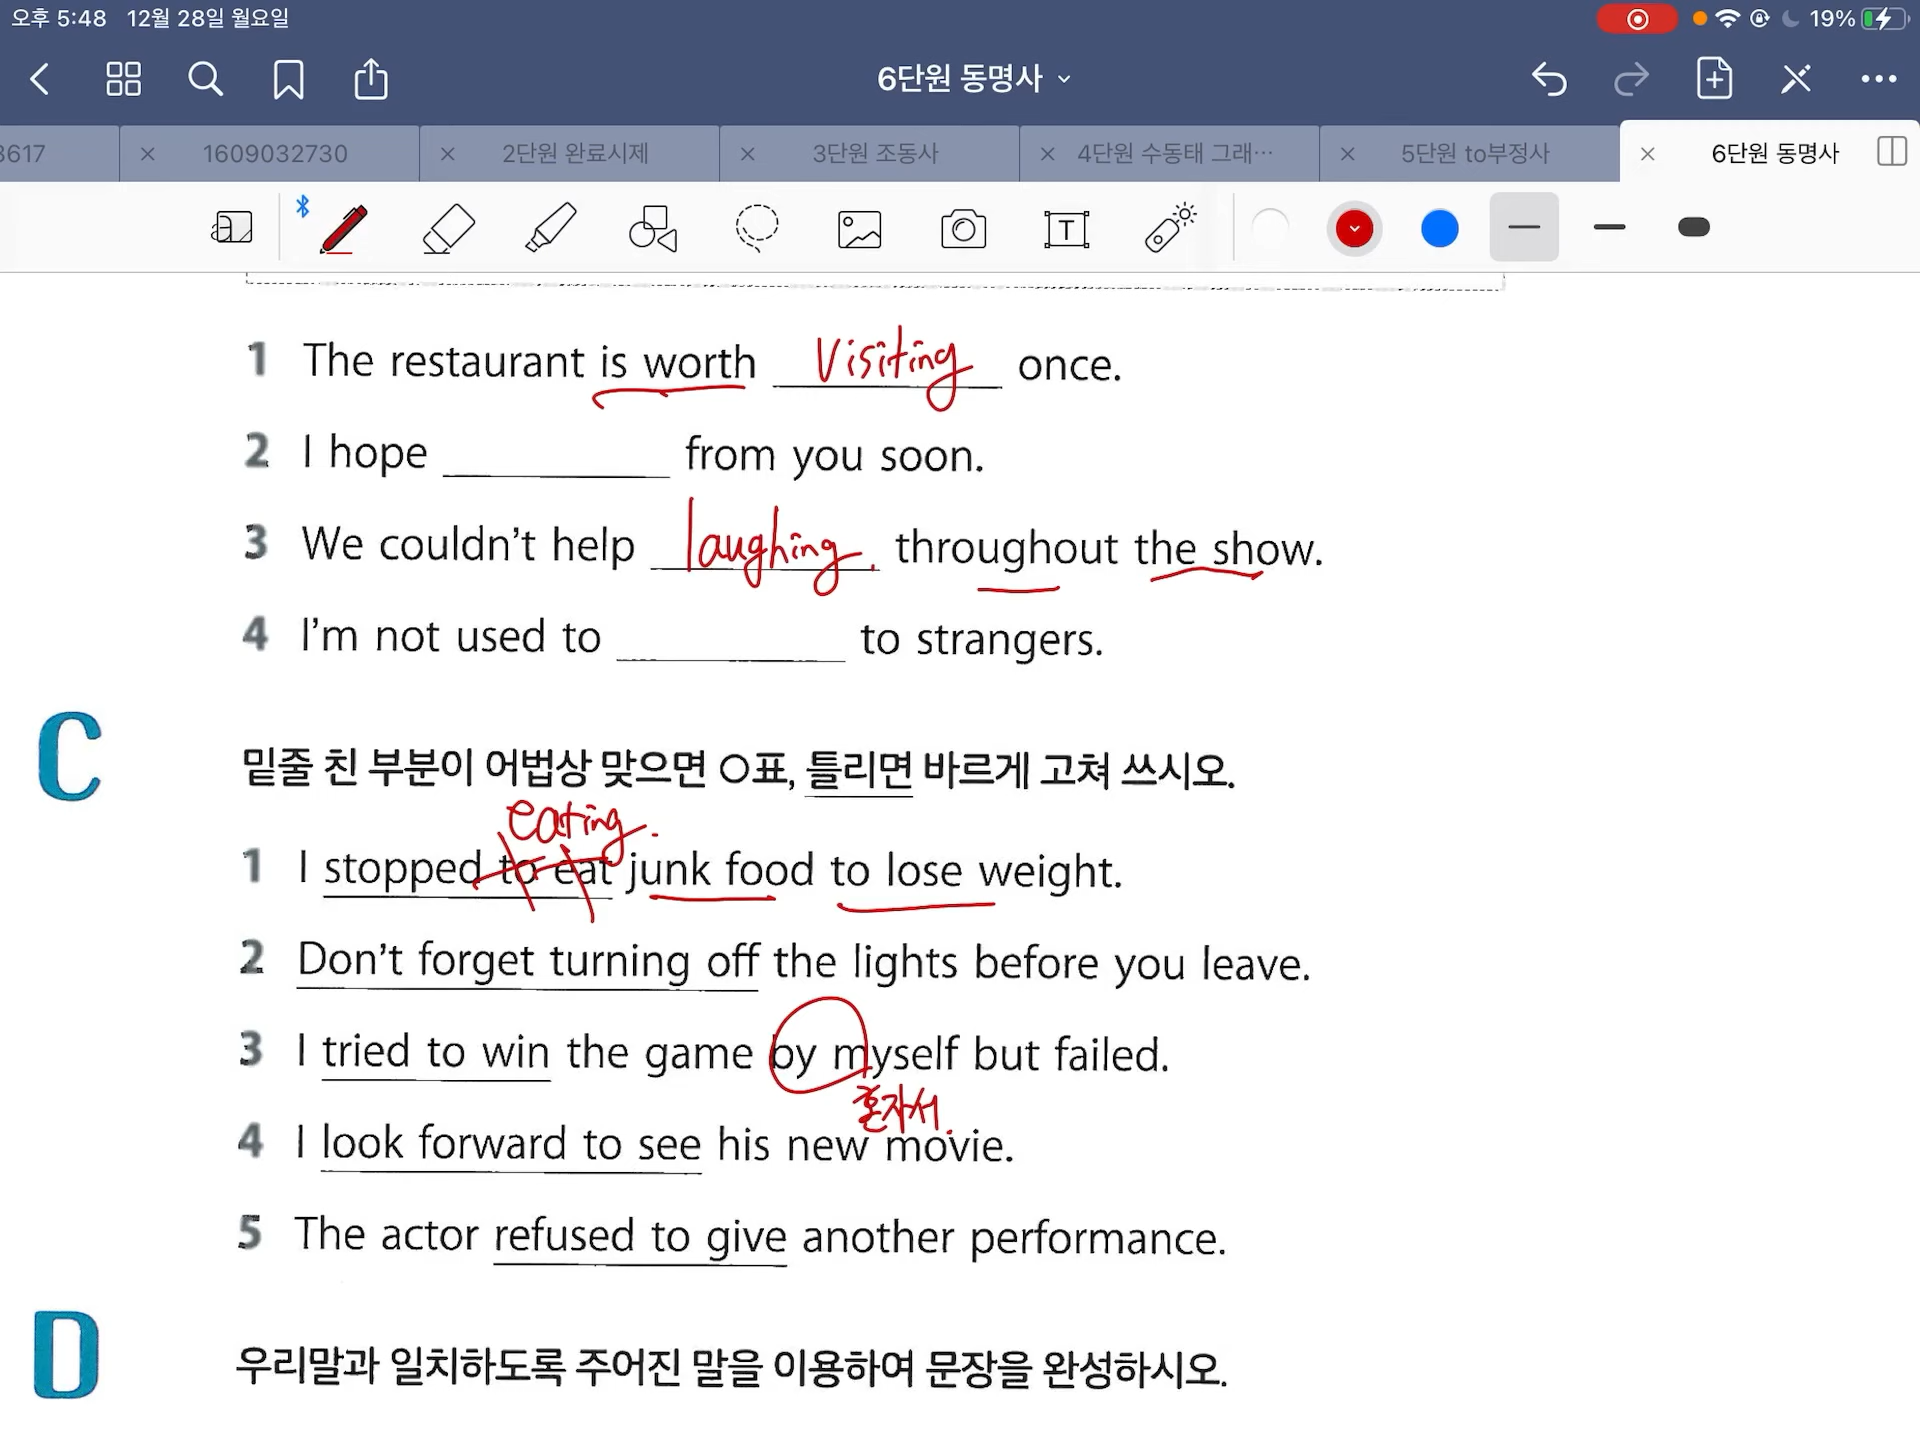 오후 5:48 12월 28일 월요일 19%
6단원 동명사
3617 1609032730 2단원 완료시제 3단원 조동사 4단원 수동태 그래… 5단원 to부정사 6단원 동명사
1 The restaurant is worth visiting once.
2 I hope ________ from you soon.
3 We couldn't help laughing. throughout the show.
4 I'm not used to ________ to strangers.
C 밑줄 친 부분이 어법상 맞으면 O표, 틀리면 바르게 고쳐 쓰시오.
eating.
1 I stopped to eat junk food to lose weight.
2 Don't forget turning off the lights before you leave.
3 I tried to win the game by myself but failed.
혼자서.
4 I look forward to see his new movie.
5 The actor refused to give another performance.
D 우리말과 일치하도록 주어진 말을 이용하여 문장을 완성하시오.